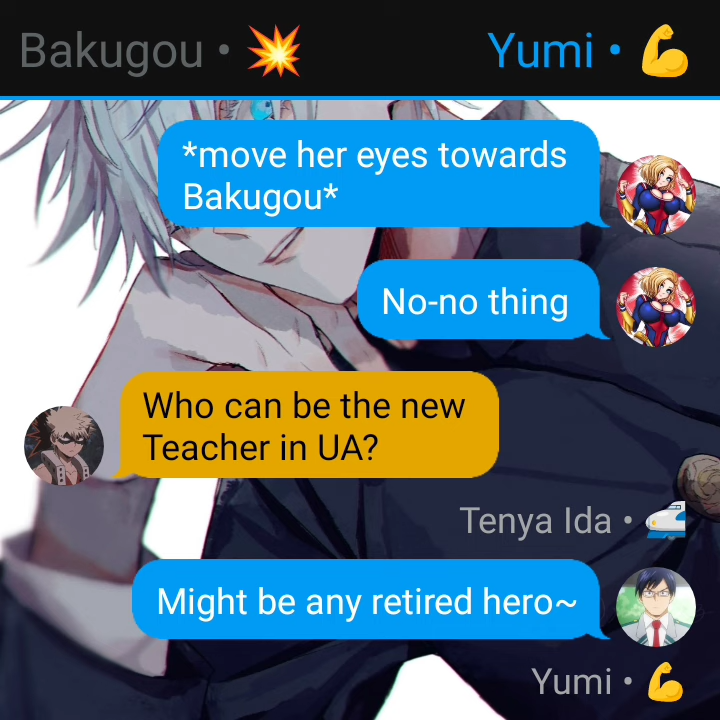 Bakugou • 💥
Yumi • 💪
*move her eyes towards
Bakugou*
No-no thing
Who can be the new
Teacher in UA?
Tenya Ida • 🚅
Might be any retired hero~
Yumi • 💪